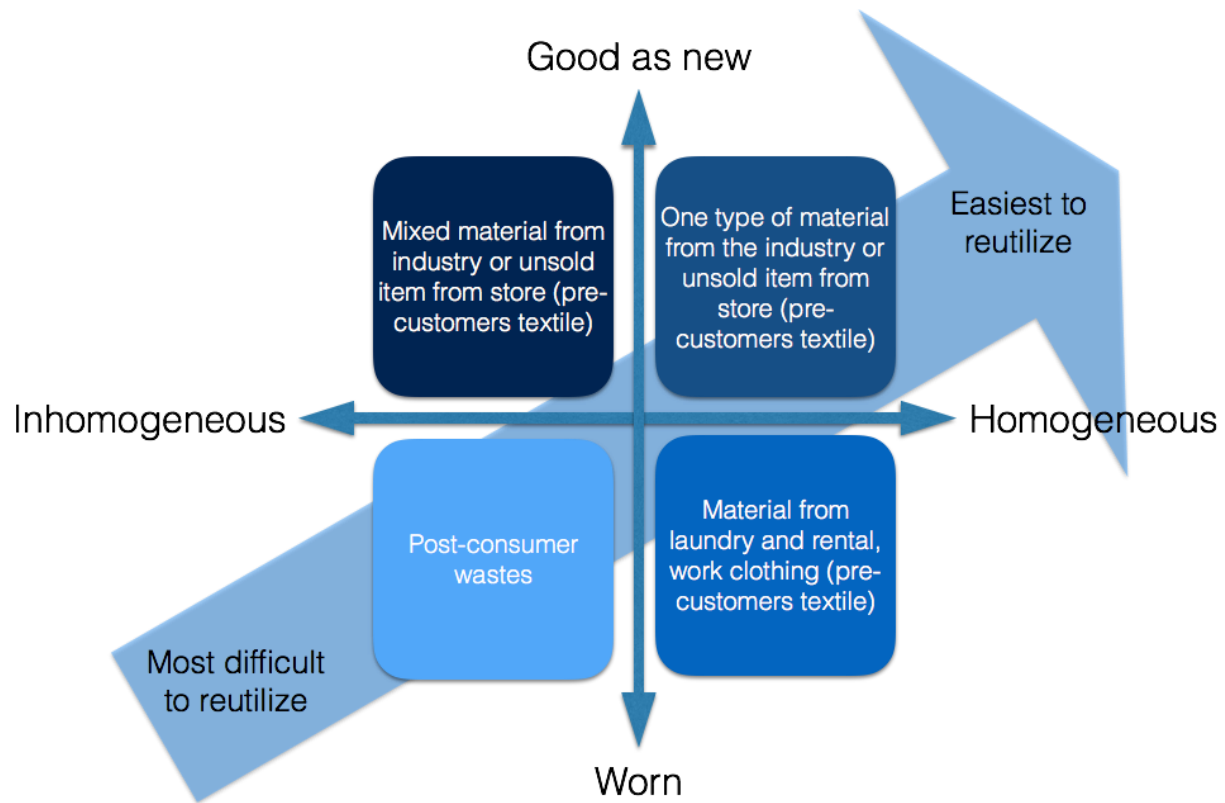 Good as new
Mixed material from
industry or unsold
item from store (pre-
customers textile)
One type of material
from the industry or
unsold item from
store (pre-
customers textile)
Easiest to
reutilize
Inhomogeneous
Homogeneous
Post-consumer
wastes
Material from
laundry and rental,
work clothing (pre-
customers textile)
Most difficult
to reutilize
Worn